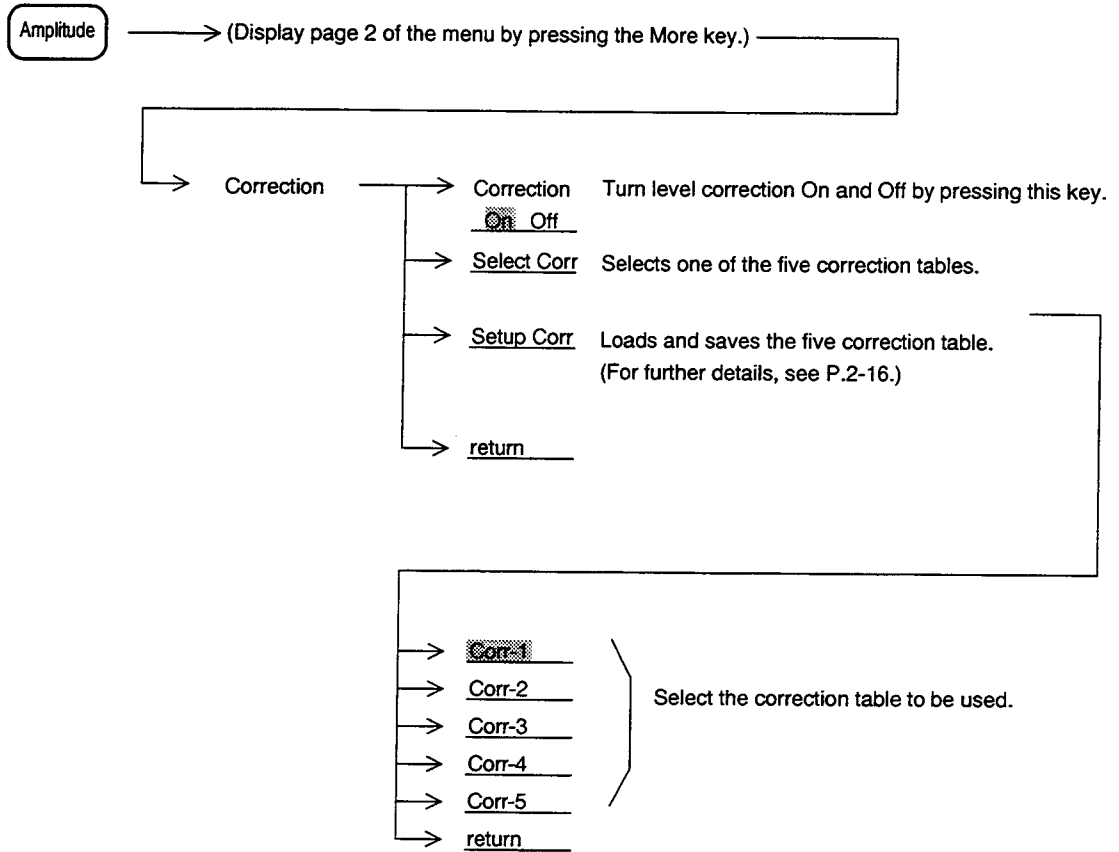 Amplitude
(Display page 2 of the menu by pressing the More key.)
Correction
Correction Turn level correction On and Off by pressing this key.
On Off
Select Corr Selects one of the five correction tables.
Setup Corr Loads and saves the five correction table.
(For further details, see P.2-16.)
return
Corr-1
Corr-2 Select the correction table to be used.
Corr-3
Corr-4
Corr-5
return